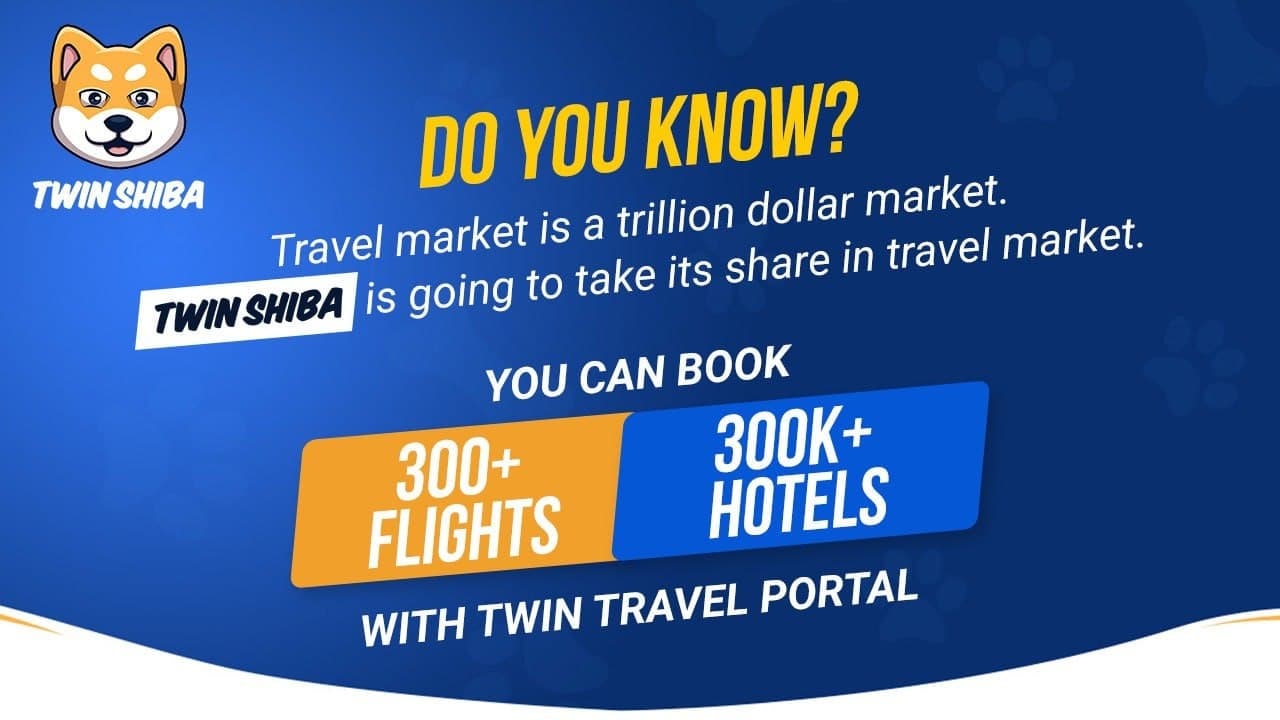 TWIN SHIBA
DO YOU KNOW?
Travel market is a trillion dollar market.
TWIN SHIBA is going to take its share in travel market.
YOU CAN BOOK
300+
FLIGHTS
300K+
HOTELS
WITH TWIN TRAVEL PORTAL